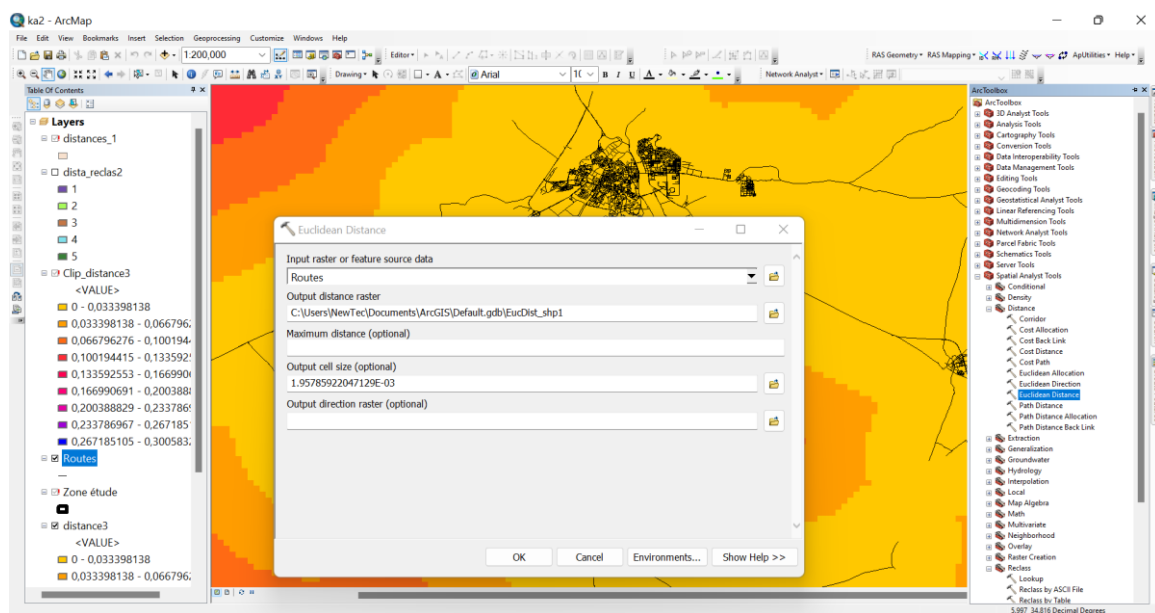 ka2 - ArcMap
File Edit View Bookmarks Insert Selection Geoprocessing Customize Windows Help
1:200,000
Editor
RAS Geometry RAS Mapping ApUtilities Help
Drawing A Arial B I U A
Network Analyst
Table Of Contents
Layers
distances_1
dista_reclas2
1
2
3
4
5
Clip_distance3
<VALUE>
0 - 0,033398138
0,033398138 - 0,066796
0,066796276 - 0,100194
0,100194415 - 0,133592
0,133592553 - 0,166990
0,166990691 - 0,200388
0,200388829 - 0,233786
0,233786967 - 0,267185
0,267185105 - 0,300583
Routes
Zone étude
distance3
<VALUE>
0 - 0,033398138
0,033398138 - 0,066796
Euclidean Distance
Input raster or feature source data
Routes
Output distance raster
C:\Users\NewTec\Documents\ArcGIS\Default.gdb\EucDist_shp1
Maximum distance (optional)
Output cell size (optional)
1.95785922047129E-03
Output direction raster (optional)
OK Cancel Environments... Show Help >>
ArcToolbox
ArcToolbox
3D Analyst Tools
Analysis Tools
Cartography Tools
Conversion Tools
Data Interoperability Tools
Data Management Tools
Editing Tools
Geocoding Tools
Geostatistical Analyst Tools
Linear Referencing Tools
Multidimension Tools
Network Analyst Tools
Parcel Fabric Tools
Schematics Tools
Server Tools
Spatial Analyst Tools
Conditional
Density
Distance
Corridor
Cost Allocation
Cost Back Link
Cost Distance
Cost Path
Euclidean Allocation
Euclidean Direction
Euclidean Distance
Path Distance
Path Distance Allocation
Path Distance Back Link
Extraction
Generalization
Groundwater
Hydrology
Interpolation
Local
Map Algebra
Math
Multivariate
Neighborhood
Overlay
Raster Creation
Reclass
Lookup
Reclass by ASCII File
Reclass by Table
5,997 34,816 Decimal Degrees